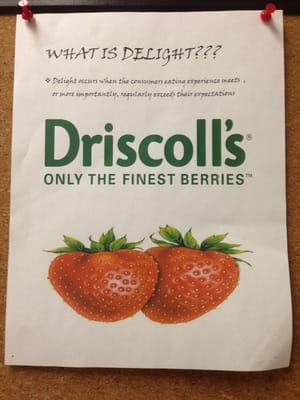 WHAT IS DELIGHT???
❖ Delight occurs when the consumers eating experience meets,
or more importantly, regularly exceeds their expectations
Driscoll's®
ONLY THE FINEST BERRIES™